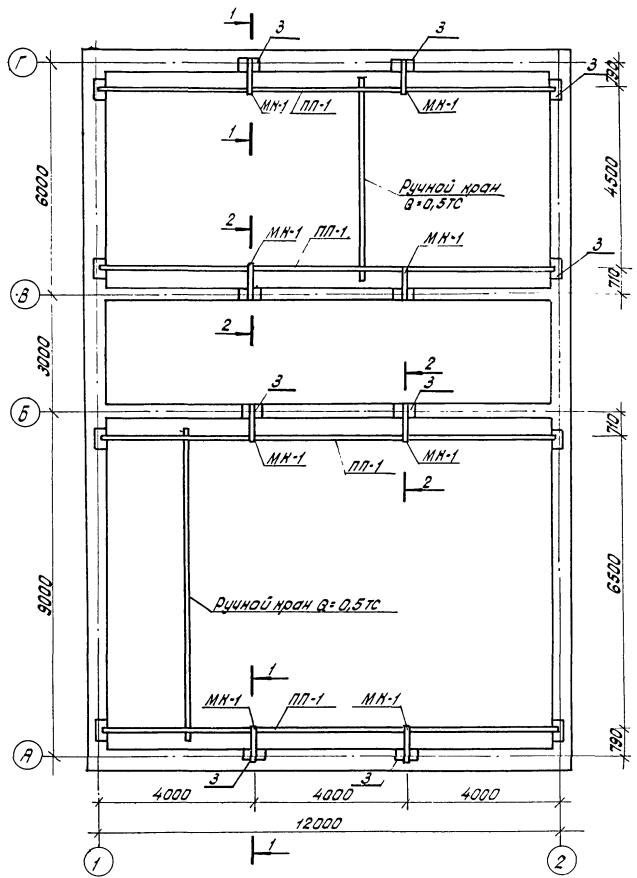 1
3
3
Г
3
790
МК-1
ПП-1
МК-1
1
6000
4500
Ручной кран
Q=0,5тс
2
МК-1
ПП-1
МК-1
3
В
710
2
3000
2
3
3
Б
710
МК-1
ПП-1
МК-1
2
9000
6500
Ручной кран Q=0,5тс
1
МК-1
ПП-1
МК-1
А
790
3
3
4000
4000
4000
12000
1
1
2